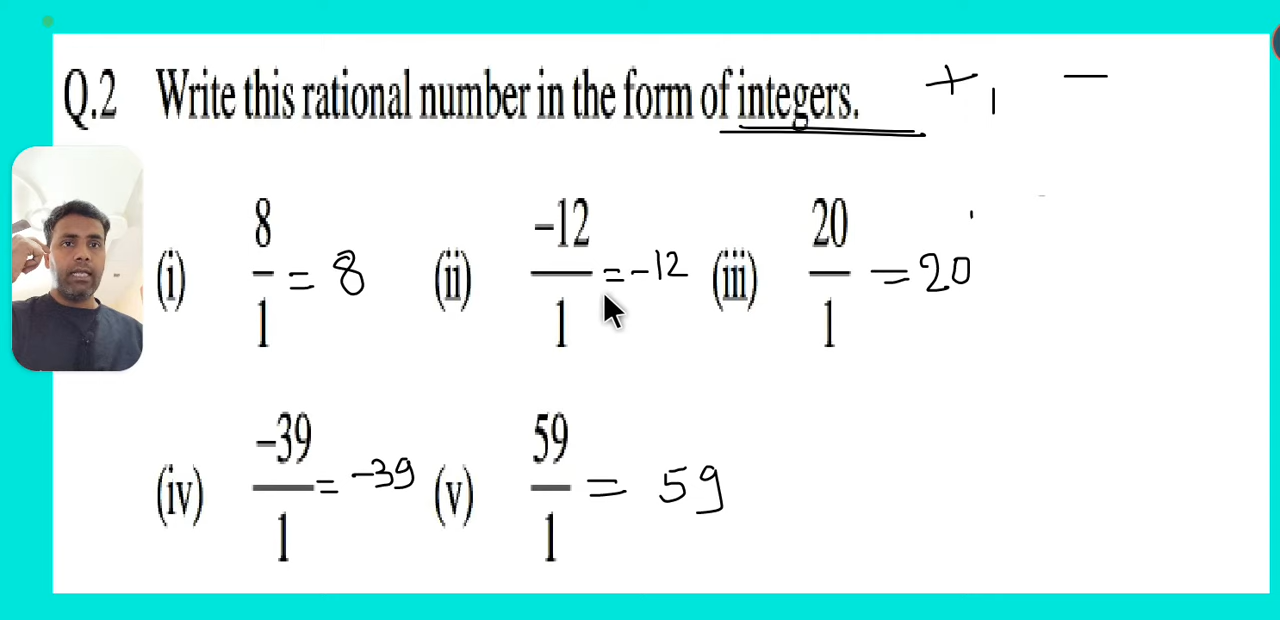 Q.2 Write this rational number in the form of integers. +, −
(i) 8/1 = 8 (ii) –12/1 = -12 (iii) 20/1 = 20
(iv) –39/1 = -39 (v) 59/1 = 59